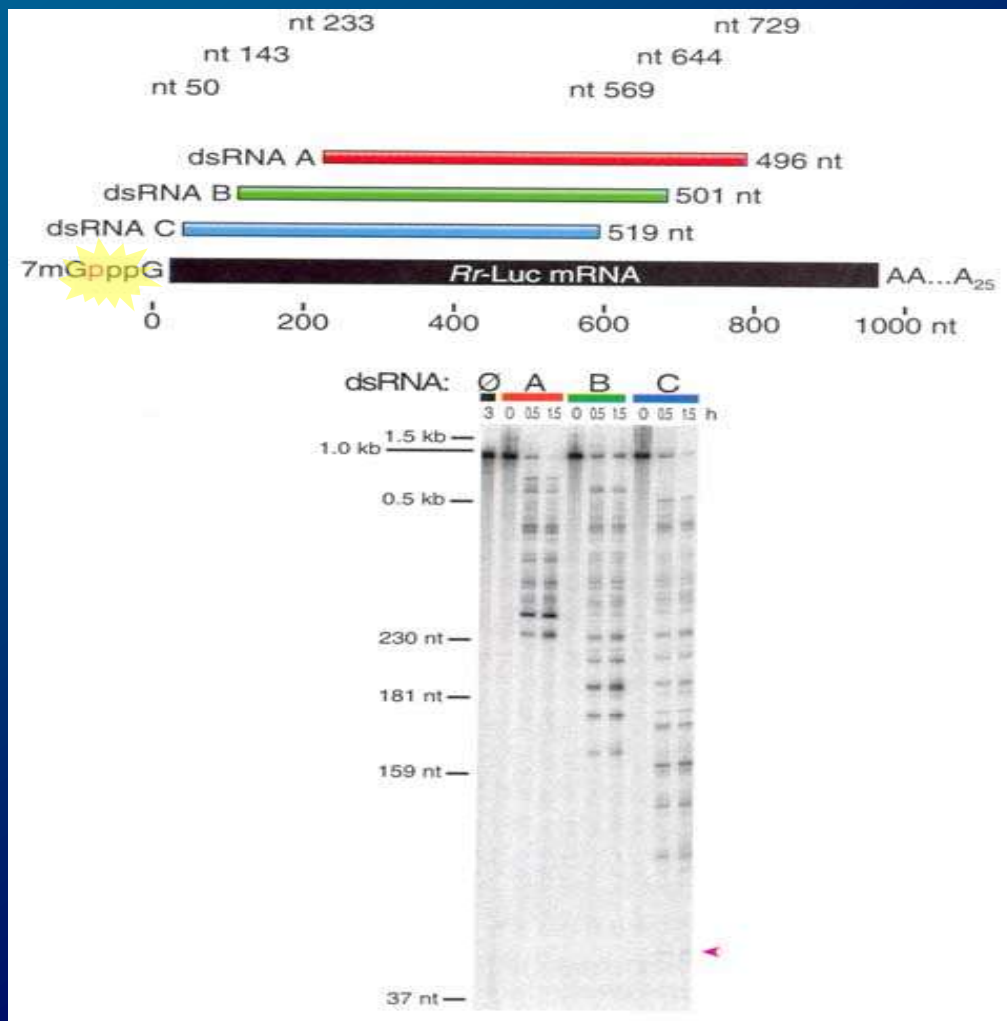 nt 233 nt 729
nt 143 nt 644
nt 50 nt 569
dsRNA A 496 nt
dsRNA B 501 nt
dsRNA C 519 nt
7mGpppG Rr-Luc mRNA AA...A25
0 200 400 600 800 1000 nt
dsRNA: Ø A B C
3 0 0.5 1.5 0 0.5 1.5 0 0.5 1.5 h
1.5 kb
1.0 kb
0.5 kb
230 nt
181 nt
159 nt
37 nt